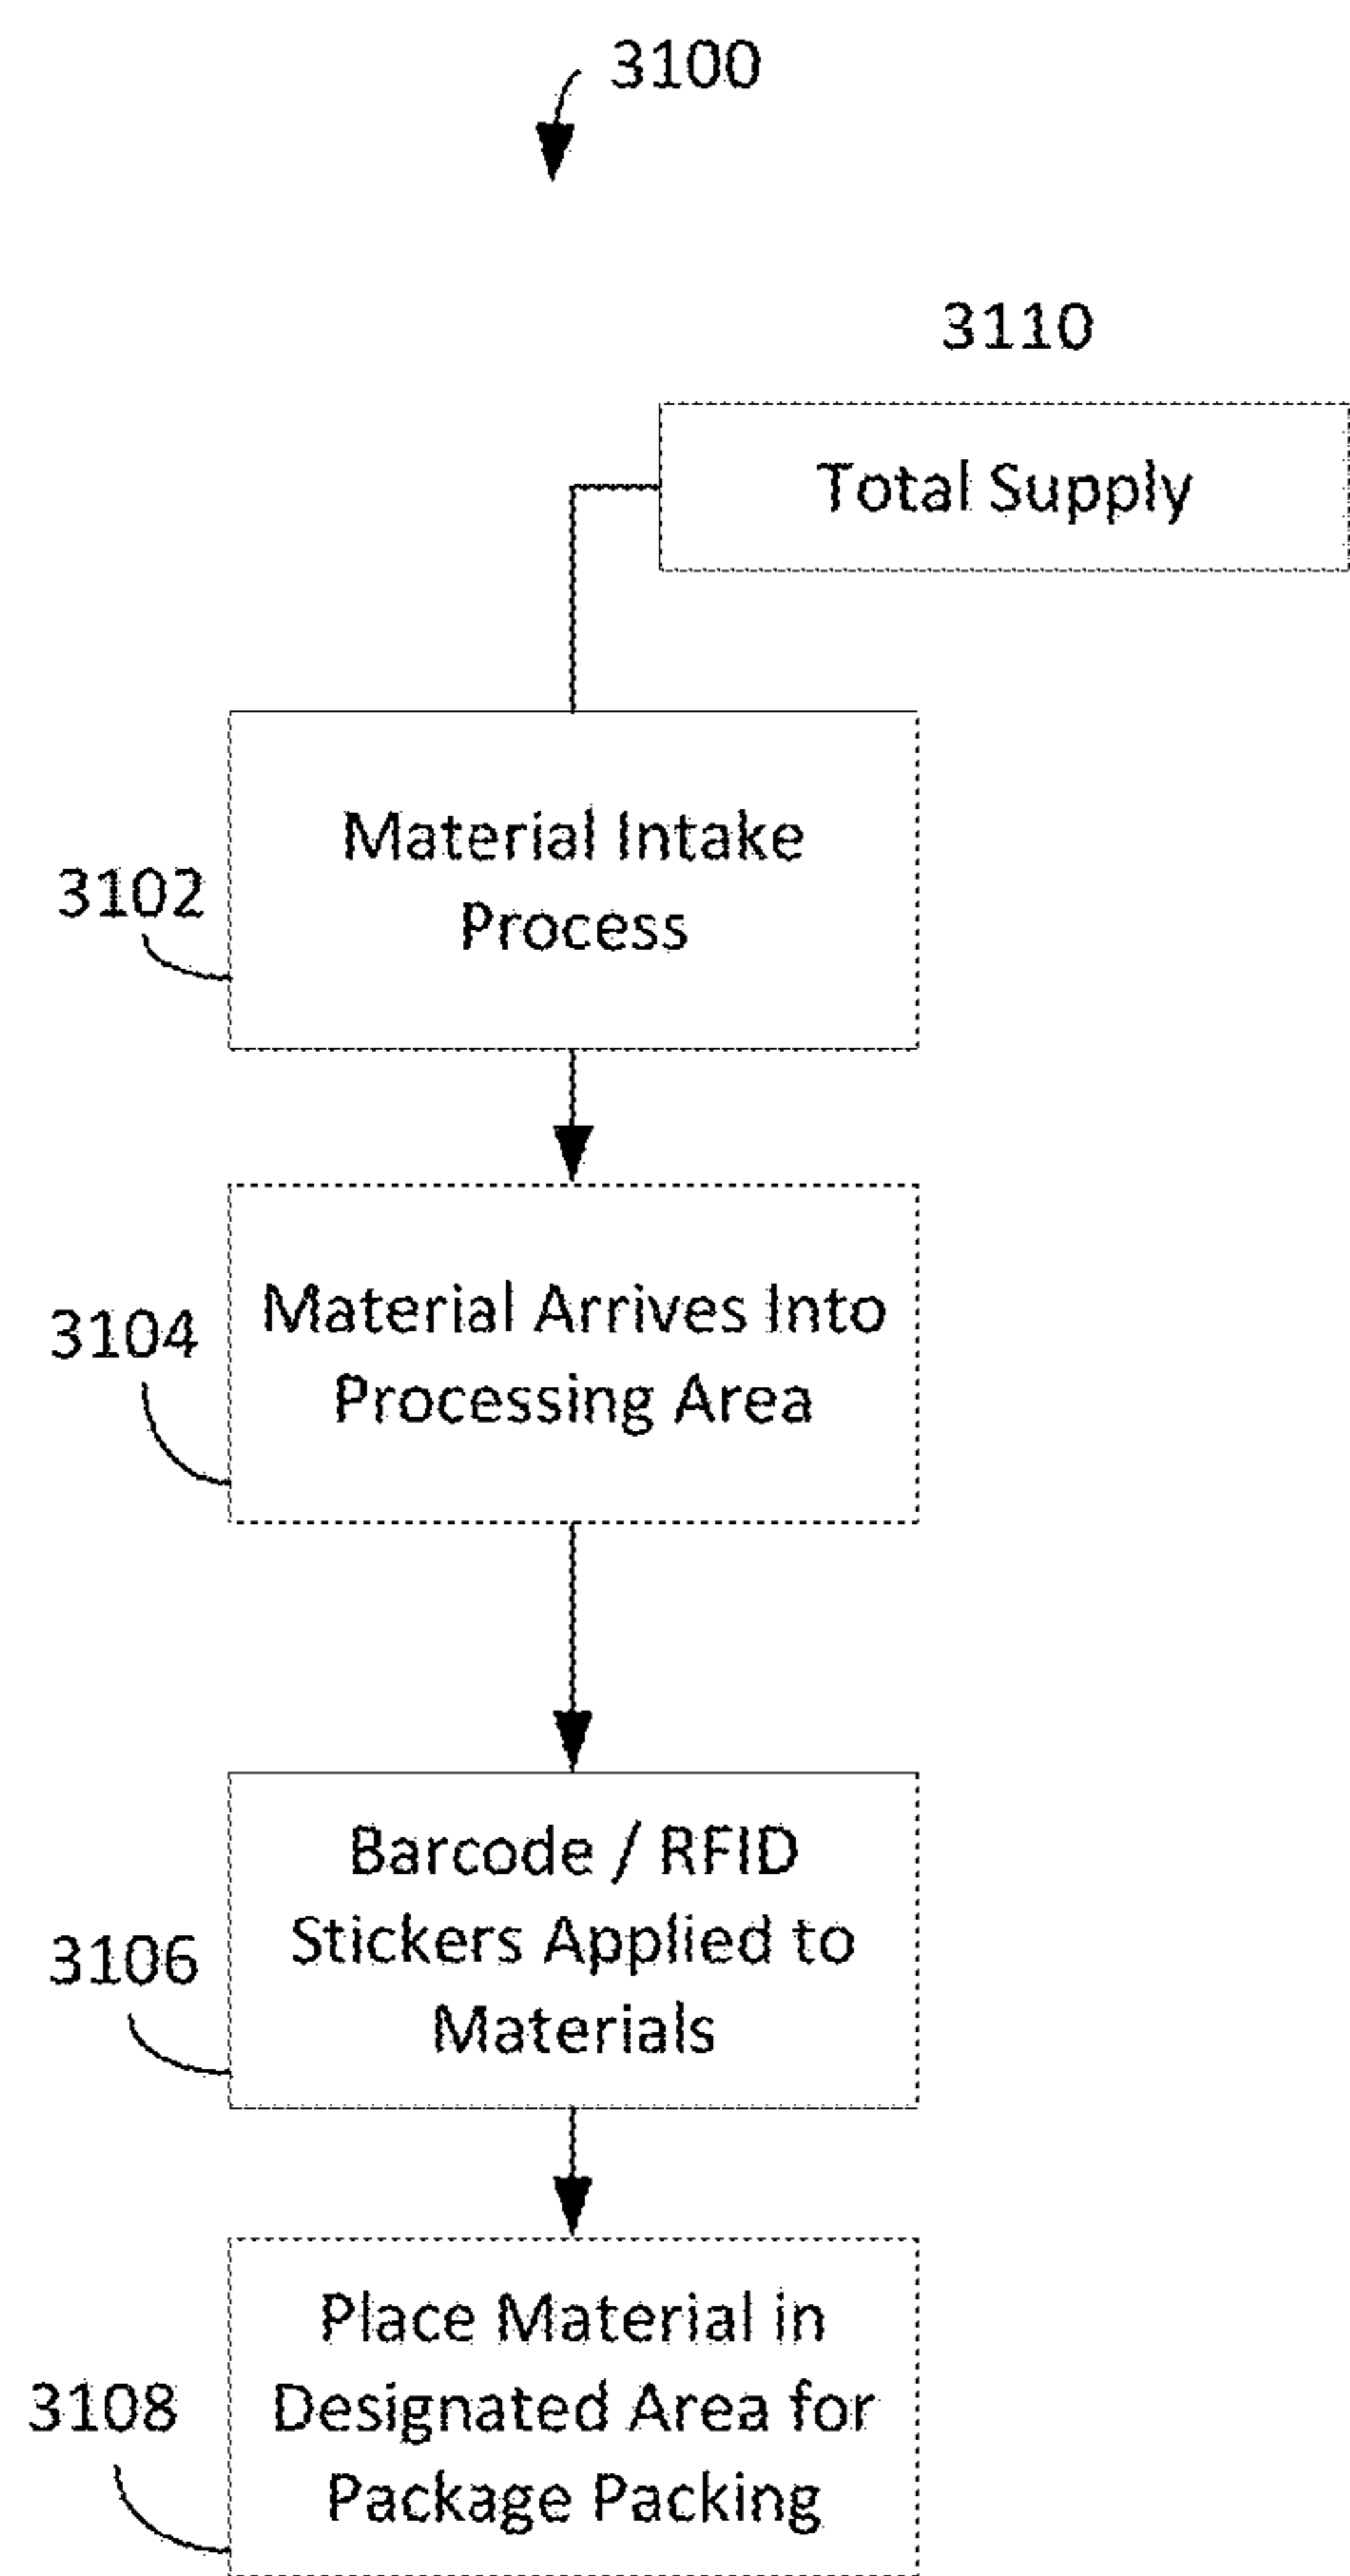 3100
3110
Total Supply
Material Intake
Process
3102
Material Arrives Into
Processing Area
3104
Barcode / RFID
Stickers Applied to
Materials
3106
Place Material in
Designated Area for
Package Packing
3108